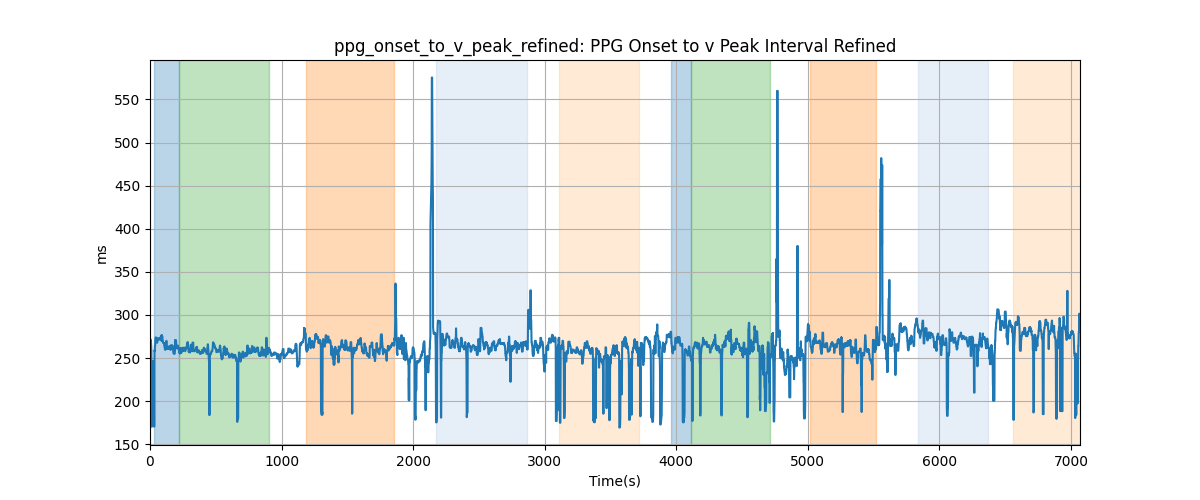 ppg_onset_to_v_peak_refined: PPG Onset to v Peak Interval Refined
ms
550
500
450
400
350
300
250
200
150
0 1000 2000 3000 4000 5000 6000 7000
Time(s)